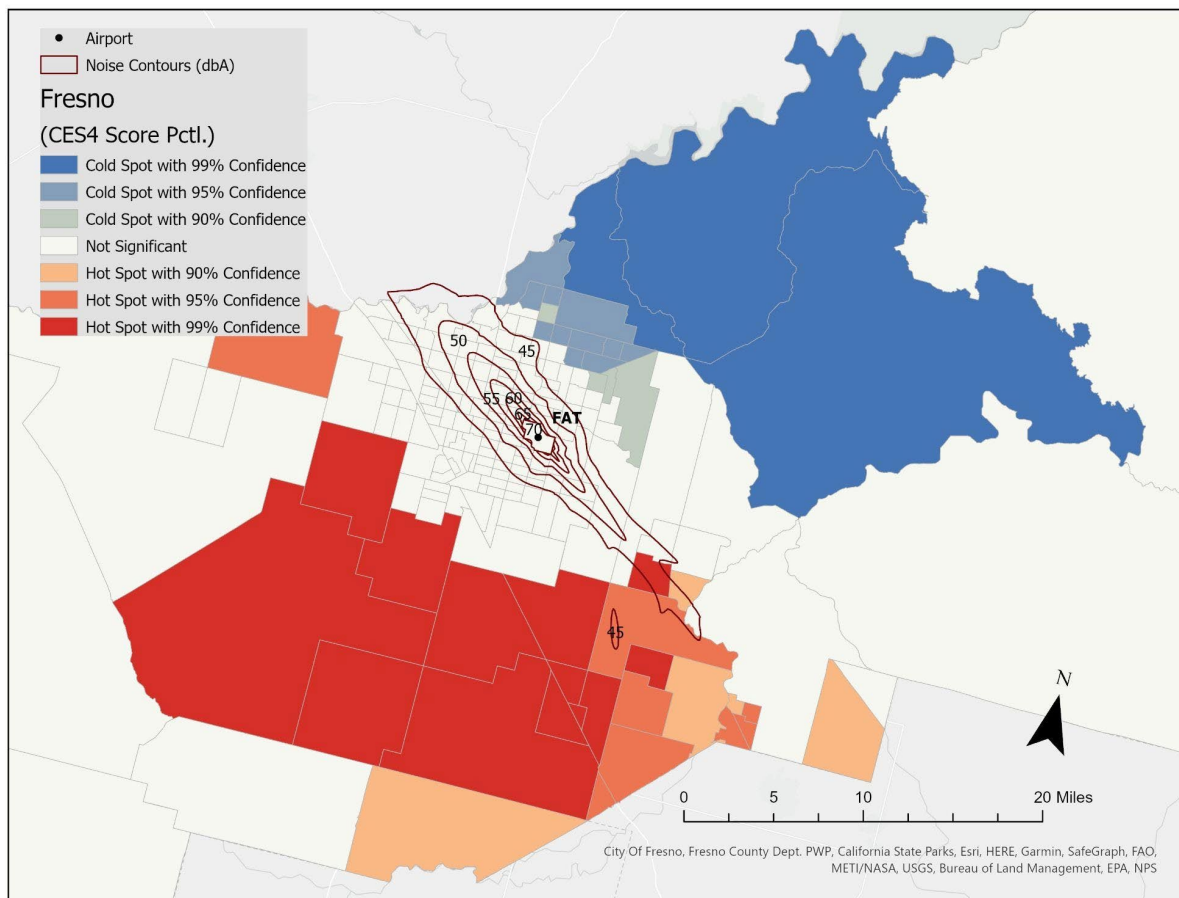 Airport
Noise Contours (dbA)
Fresno
(CES4 Score Pctl.)
Cold Spot with 99% Confidence
Cold Spot with 95% Confidence
Cold Spot with 90% Confidence
Not Significant
Hot Spot with 90% Confidence
Hot Spot with 95% Confidence
Hot Spot with 99% Confidence
50
45
55
60
65
FAT
70
45
N
0
5
10
20 Miles
City Of Fresno, Fresno County Dept. PWP, California State Parks, Esri, HERE, Garmin, SafeGraph, FAO,
METI/NASA, USGS, Bureau of Land Management, EPA, NPS